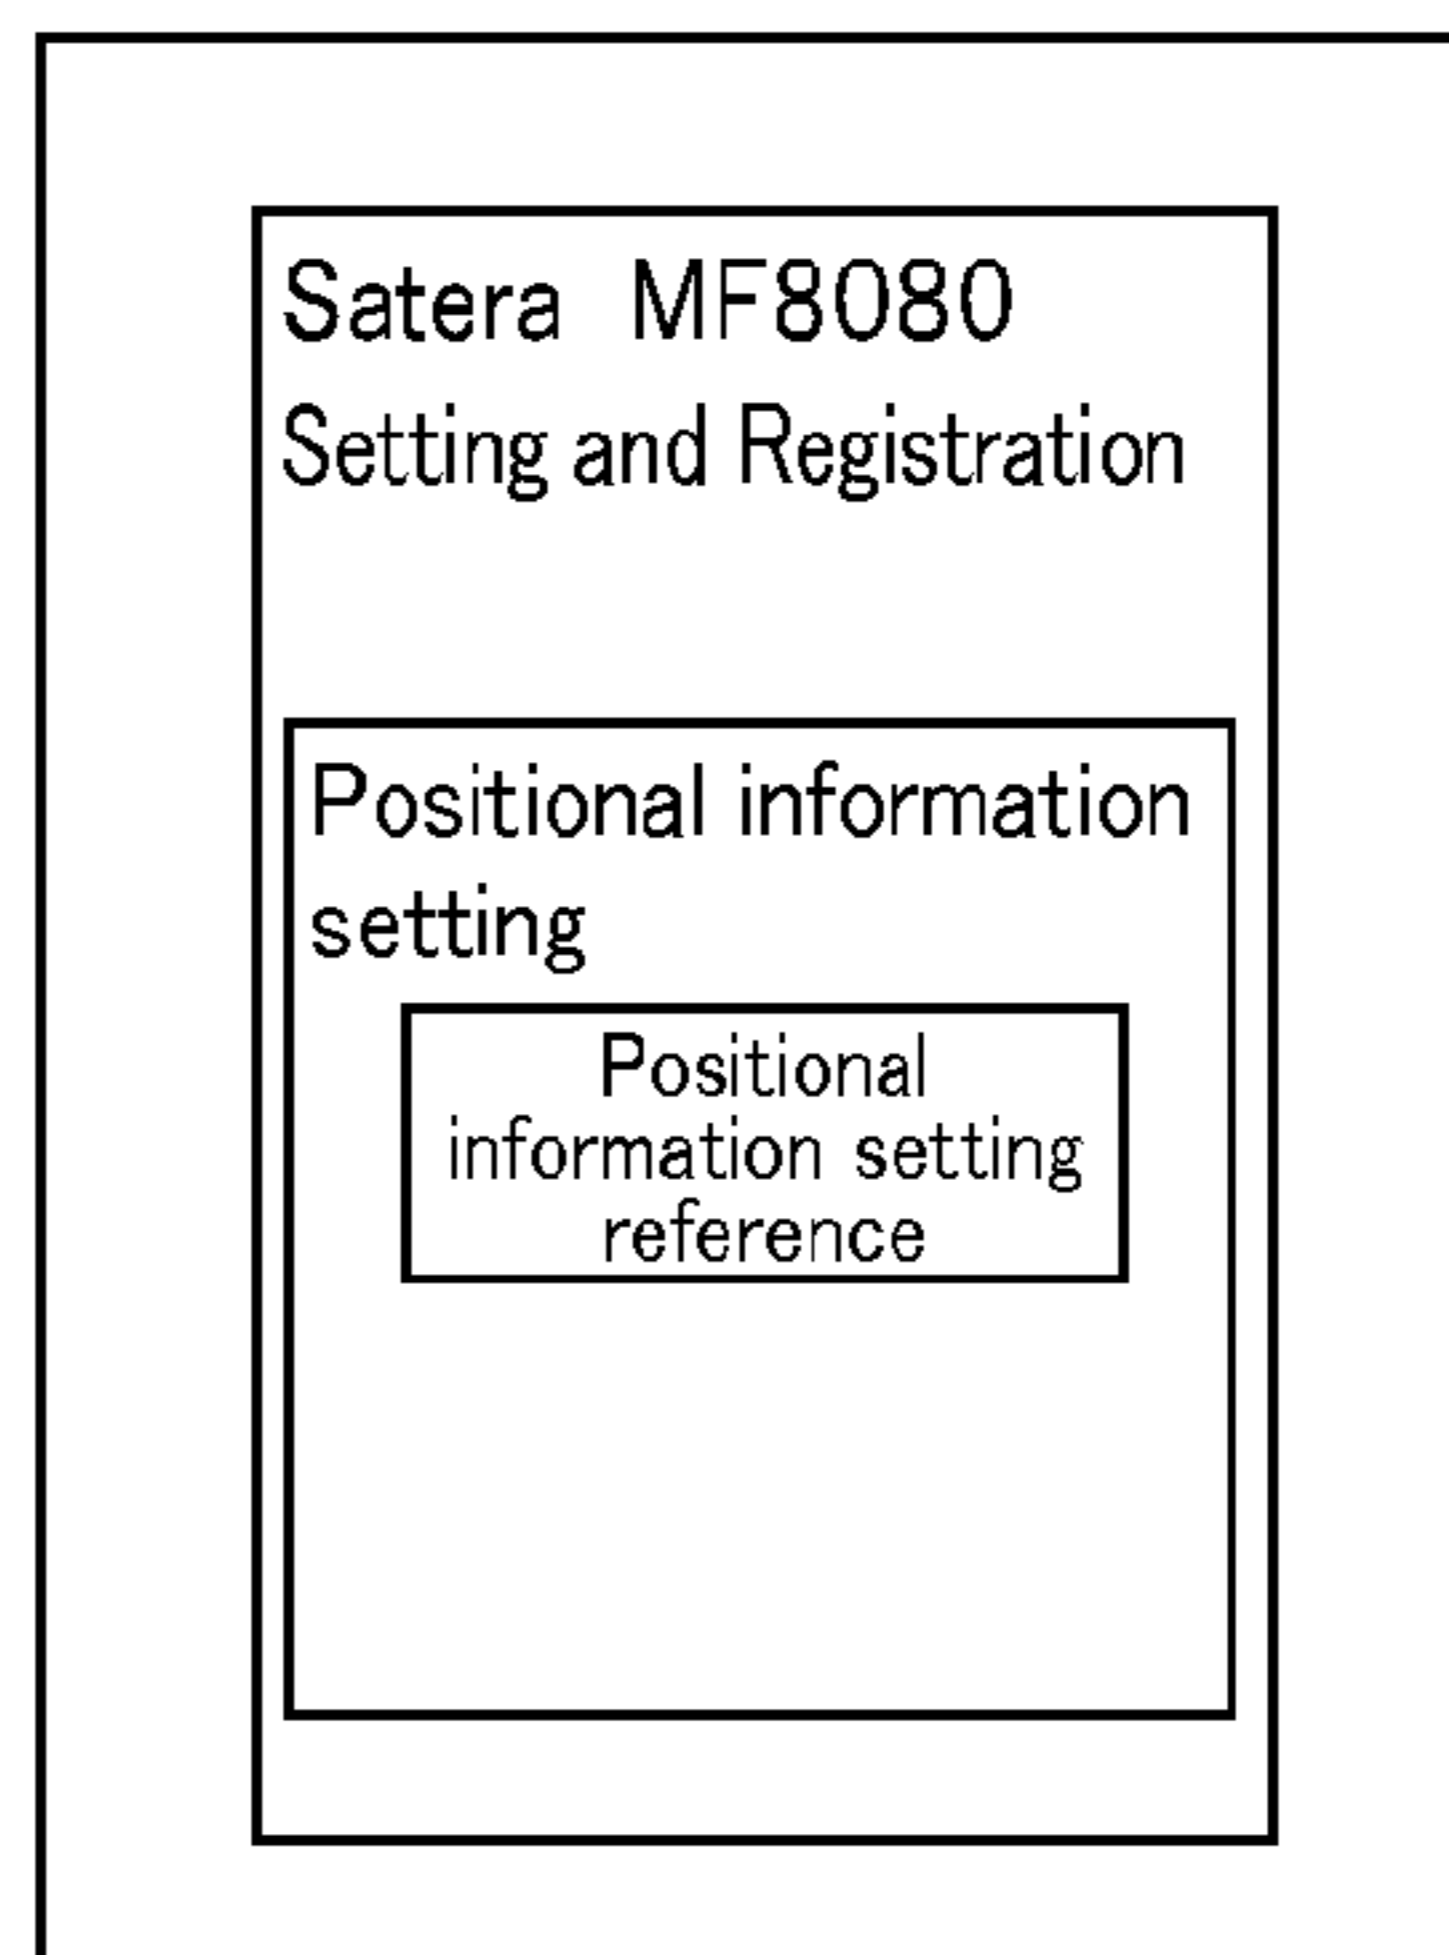 Satera MF8080
Setting and Registration
Positional information
setting
Positional
information setting
reference